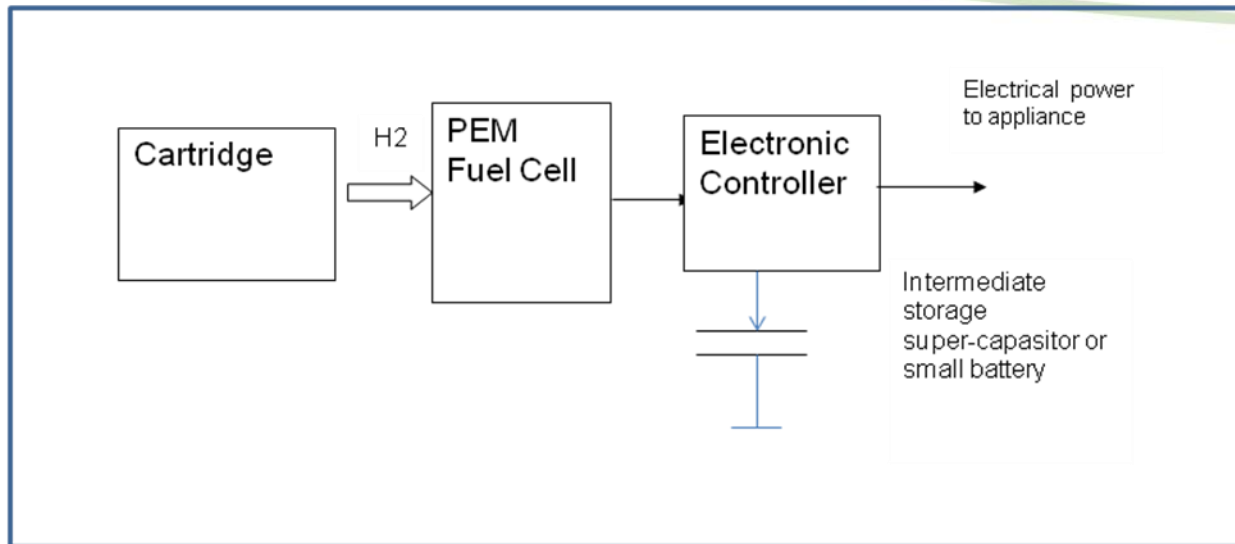 Cartridge
H2
PEM
Fuel Cell
Electronic
Controller
Electrical power
to appliance
Intermediate
storage
super-capasitor or
small battery